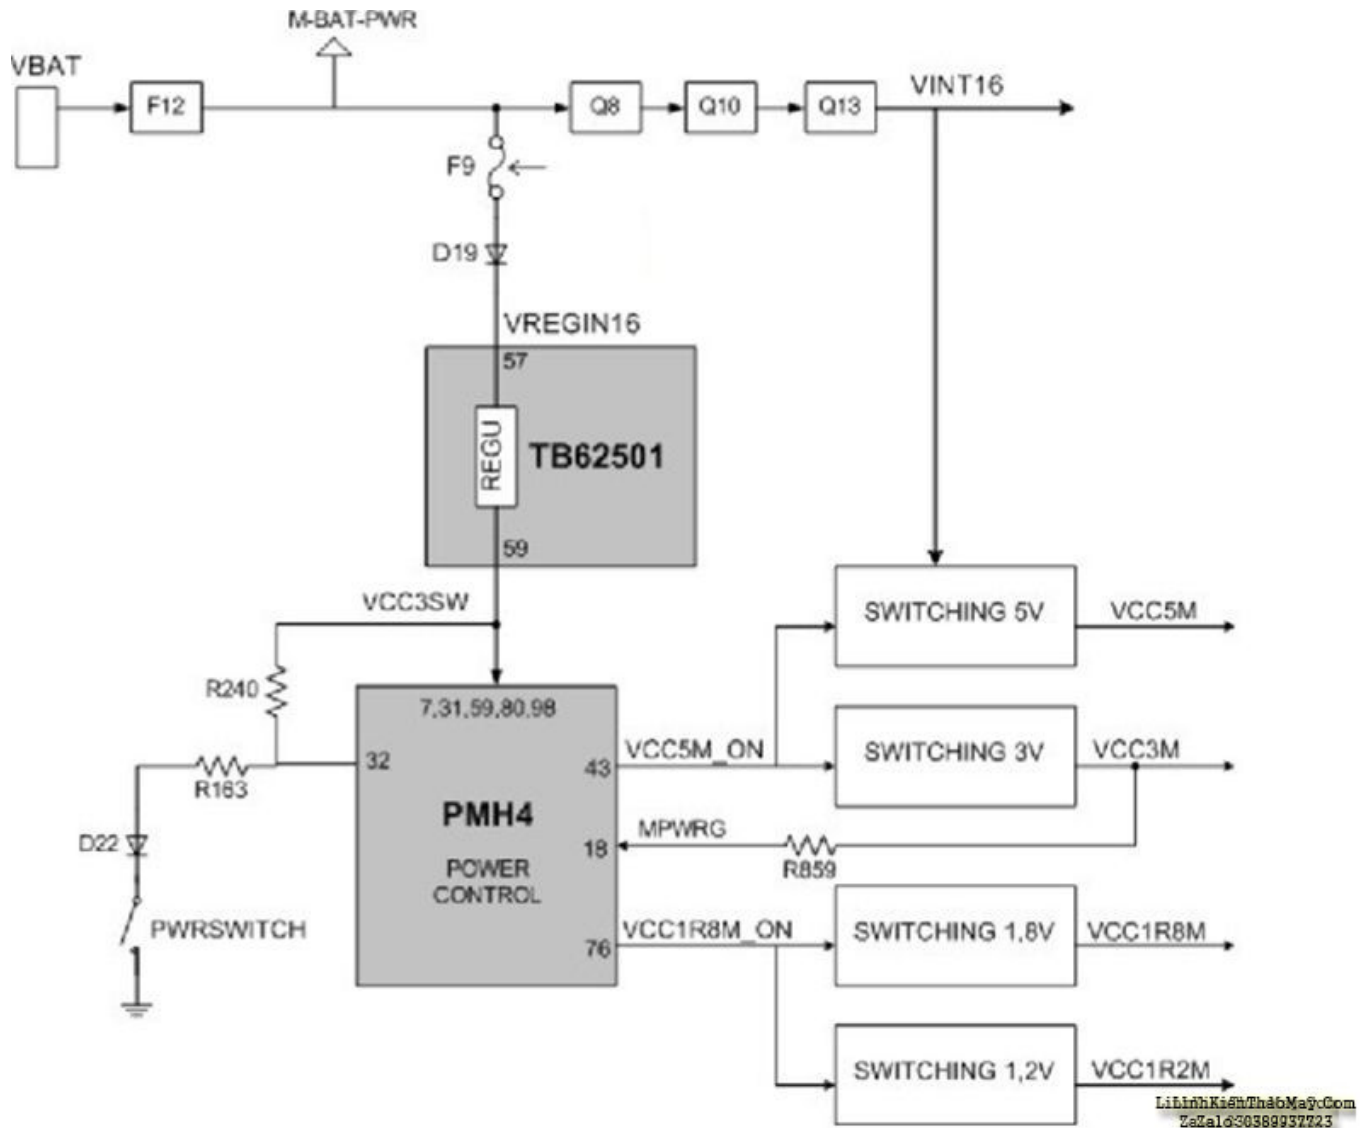 M-BAT-PWR
VBAT
F12
Q8
Q10
Q13
VINT16
F9
D19
VREGIN16
57
REGU
TB62501
59
VCC3SW
R240
7,31,59,80,98
32
R163
D22
PWRSWITCH
PMH4
POWER
CONTROL
43
18
76
VCC5M_ON
MPWRG
R859
VCC1R8M_ON
SWITCHING 5V
VCC5M
SWITCHING 3V
VCC3M
SWITCHING 1,8V
VCC1R8M
SWITCHING 1,2V
VCC1R2M